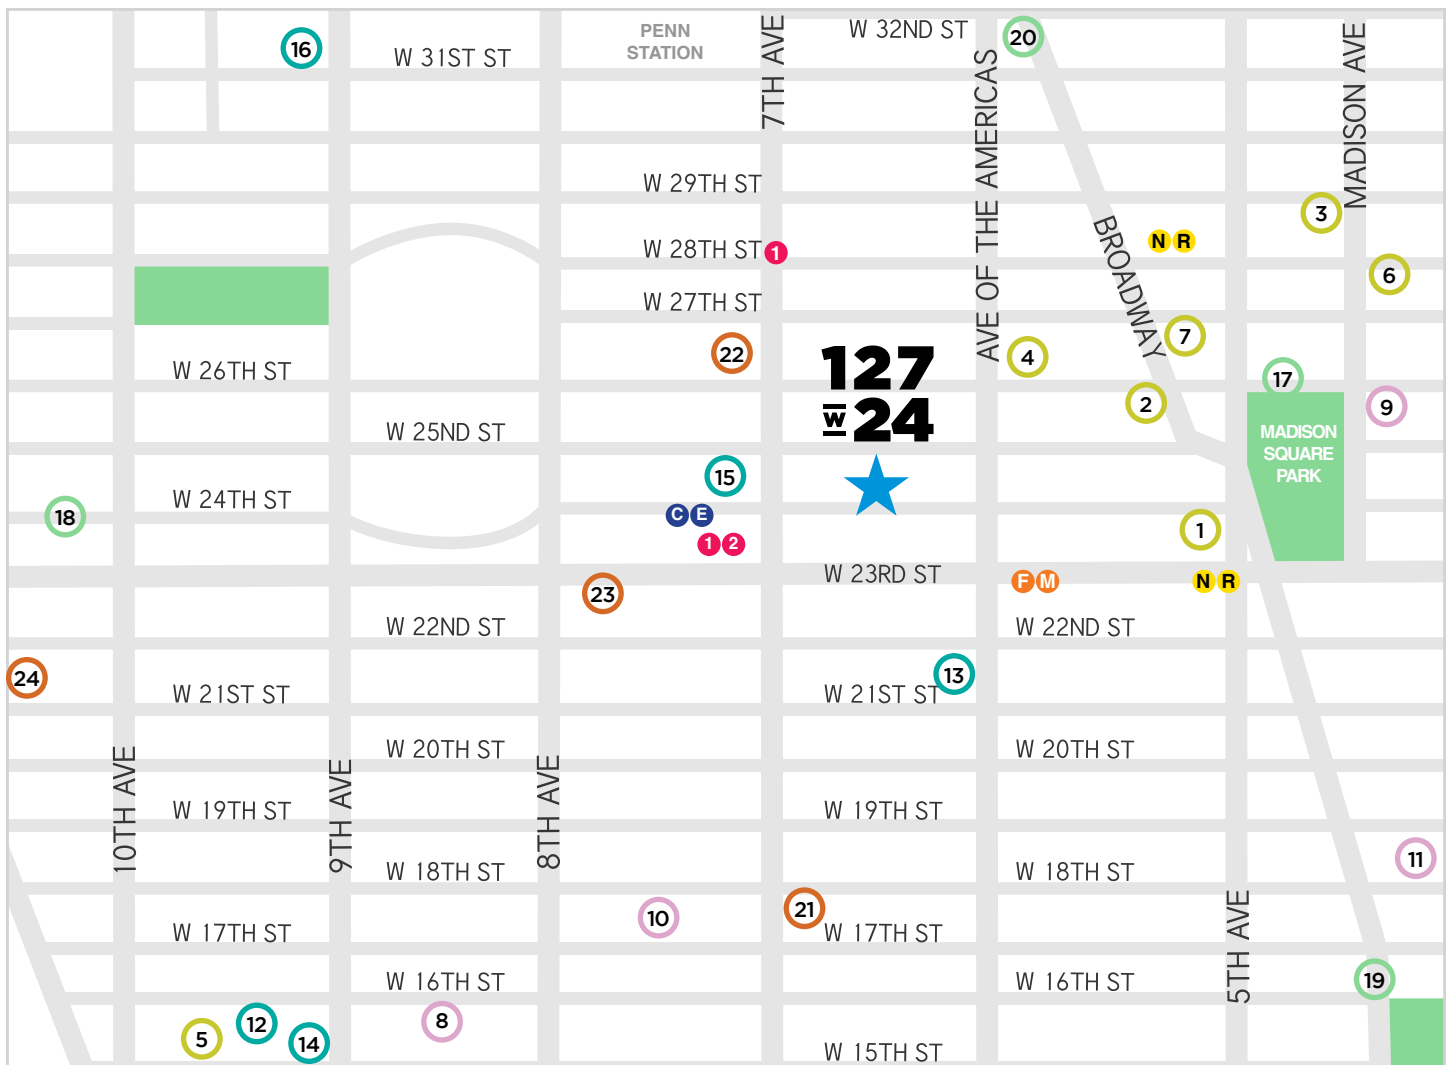 16
W 31ST ST
PENN
STATION
7TH AVE
W 32ND ST
20
AVE OF THE AMERICAS
MADISON AVE
W 29TH ST
3
BROADWAY
N R
W 28TH ST
1
6
W 27TH ST
22
127
W 24
4
7
17
W 26TH ST
2
9
W 25ND ST
MADISON
SQUARE
PARK
15
W 24TH ST
18
C E
1
1 2
W 23RD ST
F M
N R
23
W 22ND ST
W 22ND ST
24
13
W 21ST ST
W 21ST ST
W 20TH ST
W 20TH ST
10TH AVE
9TH AVE
8TH AVE
W 19TH ST
W 19TH ST
11
W 18TH ST
W 18TH ST
21
10
5TH AVE
W 17TH ST
W 17TH ST
W 16TH ST
W 16TH ST
19
5
12
14
8
W 15TH ST